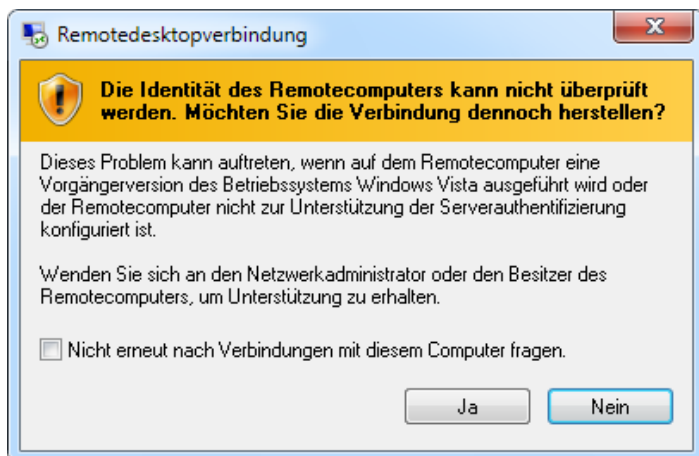 Remotedesktopverbindung
Die Identität des Remotecomputers kann nicht überprüft
werden. Möchten Sie die Verbindung dennoch herstellen?
Dieses Problem kann auftreten, wenn auf dem Remotecomputer eine
Vorgängerversion des Betriebssystems Windows Vista ausgeführt wird oder
der Remotecomputer nicht zur Unterstützung der Serverauthentifizierung
konfiguriert ist.
Wenden Sie sich an den Netzwerkadministrator oder den Besitzer des
Remotecomputers, um Unterstützung zu erhalten.
Nicht erneut nach Verbindungen mit diesem Computer fragen.
Ja Nein